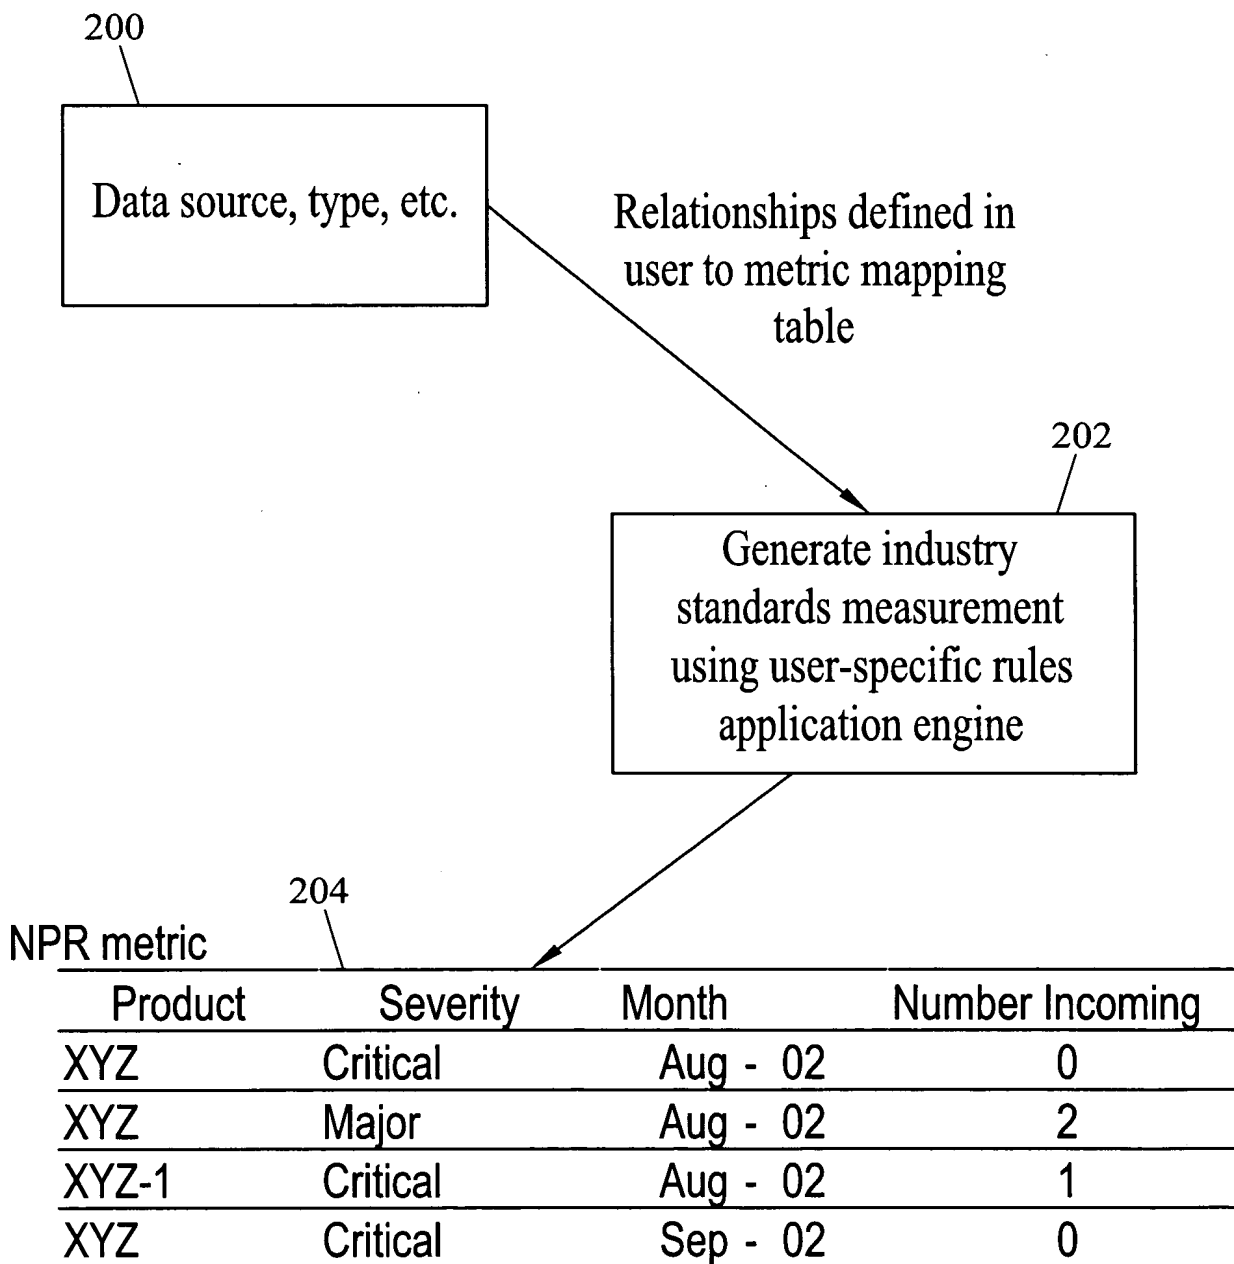 200
Data source, type, etc.
Relationships defined in
user to metric mapping
table
202
Generate industry
standards measurement
using user-specific rules
application engine
204
NPR metric
Product Severity Month Number Incoming
XYZ Critical Aug - 02 0
XYZ Major Aug - 02 2
XYZ-1 Critical Aug - 02 1
XYZ Critical Sep - 02 0